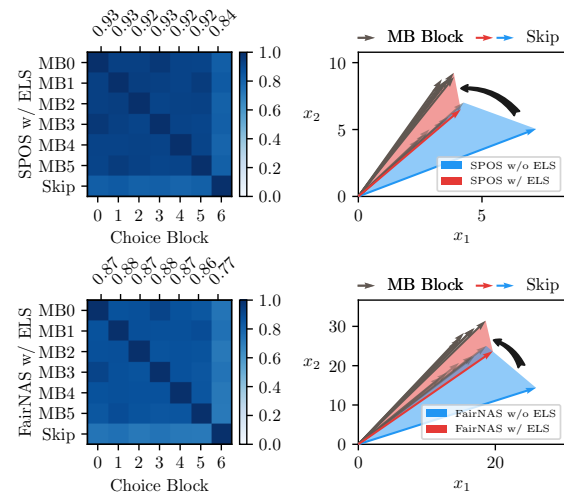 0.93 0.93 0.92 0.93 0.92 0.92 0.84
SPOS w/ ELS
MB0
MB1
MB2
MB3
MB4
MB5
Skip
0 1 2 3 4 5 6
Choice Block
1.0
0.8
0.6
0.4
0.2
0.0
MB Block Skip
10
5
0
x2
0 5
x1
SPOS w/o ELS
SPOS w/ ELS
0.87 0.88 0.87 0.88 0.87 0.86 0.77
FairNAS w/ ELS
MB0
MB1
MB2
MB3
MB4
MB5
Skip
0 1 2 3 4 5 6
Choice Block
1.0
0.8
0.6
0.4
0.2
0.0
MB Block Skip
30
20
10
0
x2
0 20
x1
FairNAS w/o ELS
FairNAS w/ ELS